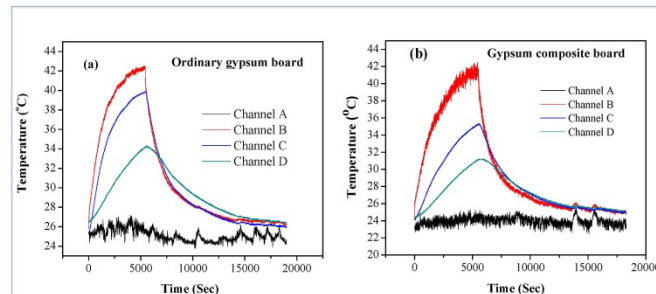 (a)
Ordinary gypsum board
Channel A
Channel B
Channel C
Channel D
Temperature (°C)
44
42
40
38
36
34
32
30
28
26
24
0
5000
10000
15000
20000
Time (Sec)
(b)
Gypsum composite board
Channel A
Channel B
Channel C
Channel D
Temperature (°C)
44
42
40
38
36
34
32
30
28
26
24
22
20
0
5000
10000
15000
20000
Time (Sec)